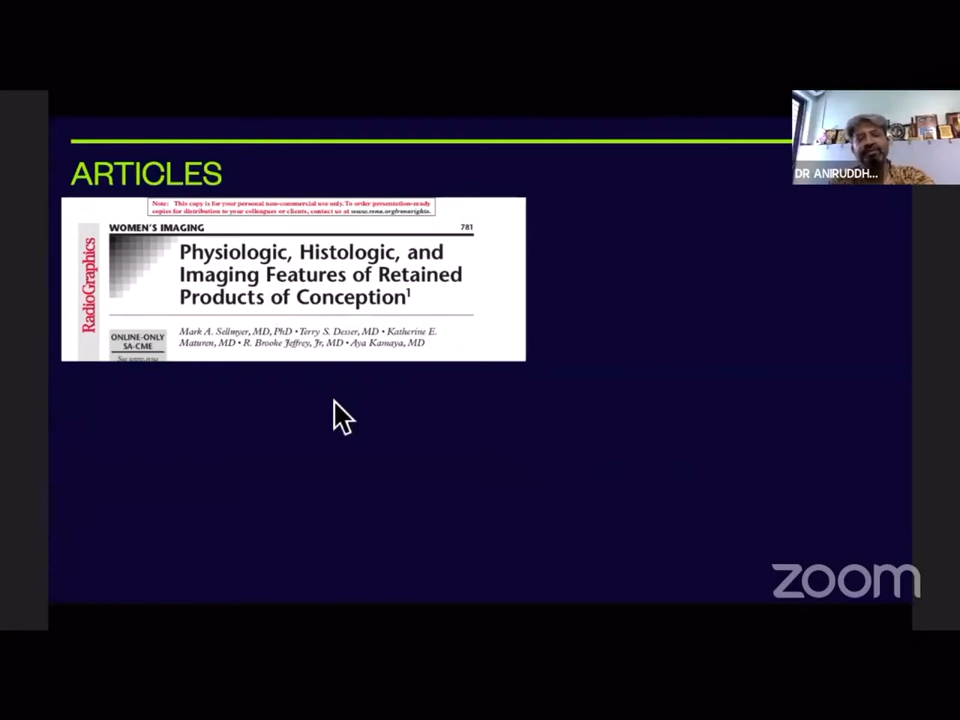 ARTICLES
DR ANIRUDDH...
Note: This copy is for your personal non-commercial use only. To order presentation-ready
copies for distribution to your colleagues or clients, contact us at www.rsna.org/rsnarights.
WOMEN'S IMAGING
781
RadioGraphics
Physiologic, Histologic, and
Imaging Features of Retained
Products of Conception1
Mark A. Sellmyer, MD, PhD • Terry S. Desser, MD • Katherine E.
Maturen, MD • R. Brooke Jeffrey, Jr, MD • Aya Kamaya, MD
ONLINE-ONLY
SA-CME
zoom